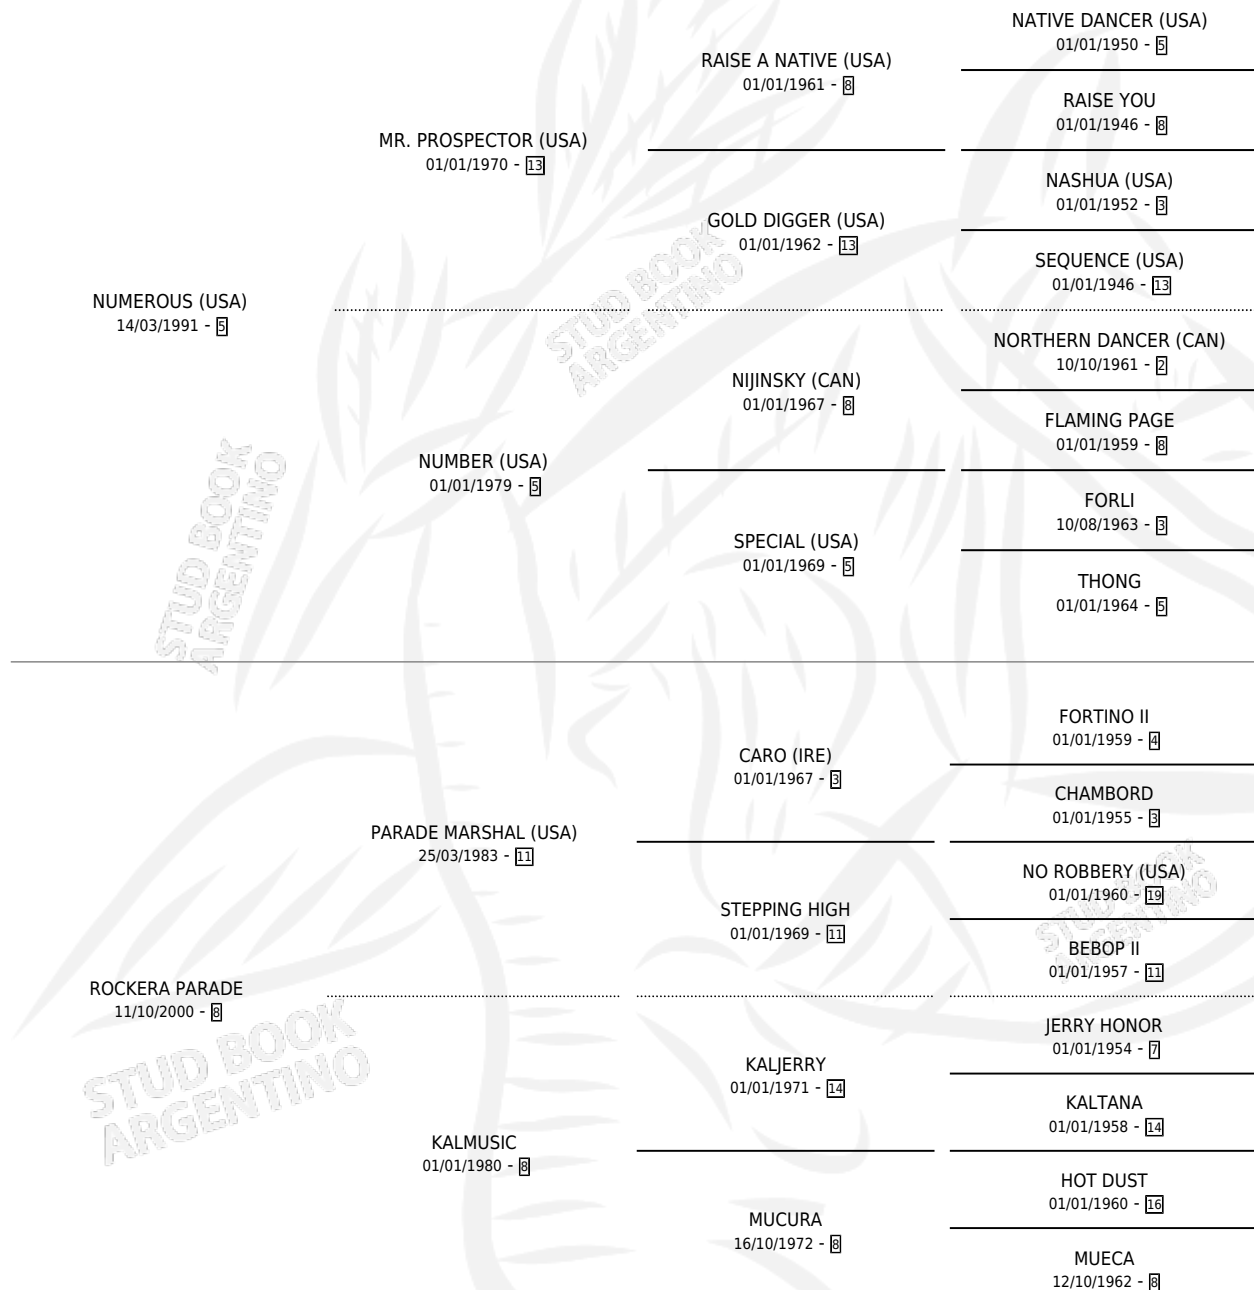 NATIVE DANCER (USA)
01/01/1950 - 5
RAISE A NATIVE (USA)
01/01/1961 - 8
RAISE YOU
01/01/1946 - 8
MR. PROSPECTOR (USA)
01/01/1970 - 13
NASHUA (USA)
01/01/1952 - 3
GOLD DIGGER (USA)
01/01/1962 - 13
SEQUENCE (USA)
01/01/1946 - 13
NUMEROUS (USA)
14/03/1991 - 5
NORTHERN DANCER (CAN)
10/10/1961 - 2
NIJINSKY (CAN)
01/01/1967 - 8
FLAMING PAGE
01/01/1959 - 8
NUMBER (USA)
01/01/1979 - 5
FORLI
10/08/1963 - 3
SPECIAL (USA)
01/01/1969 - 5
THONG
01/01/1964 - 5
FORTINO II
01/01/1959 - 4
CARO (IRE)
01/01/1967 - 3
CHAMBORD
01/01/1955 - 3
PARADE MARSHAL (USA)
25/03/1983 - 11
NO ROBBERY (USA)
01/01/1960 - 19
STEPPING HIGH
01/01/1969 - 11
BEBOP II
01/01/1957 - 11
ROCKERA PARADE
11/10/2000 - 8
JERRY HONOR
01/01/1954 - 7
KALJERRY
01/01/1971 - 14
KALTANA
01/01/1958 - 14
KALMUSIC
01/01/1980 - 8
HOT DUST
01/01/1960 - 16
MUCURA
16/10/1972 - 8
MUECA
12/10/1962 - 8
STUD BOOK
ARGENTINO
STUD BOOK
ARGENTINO
STUD BOOK
ARGENTINO
STUD BOOK
ARGENTINO